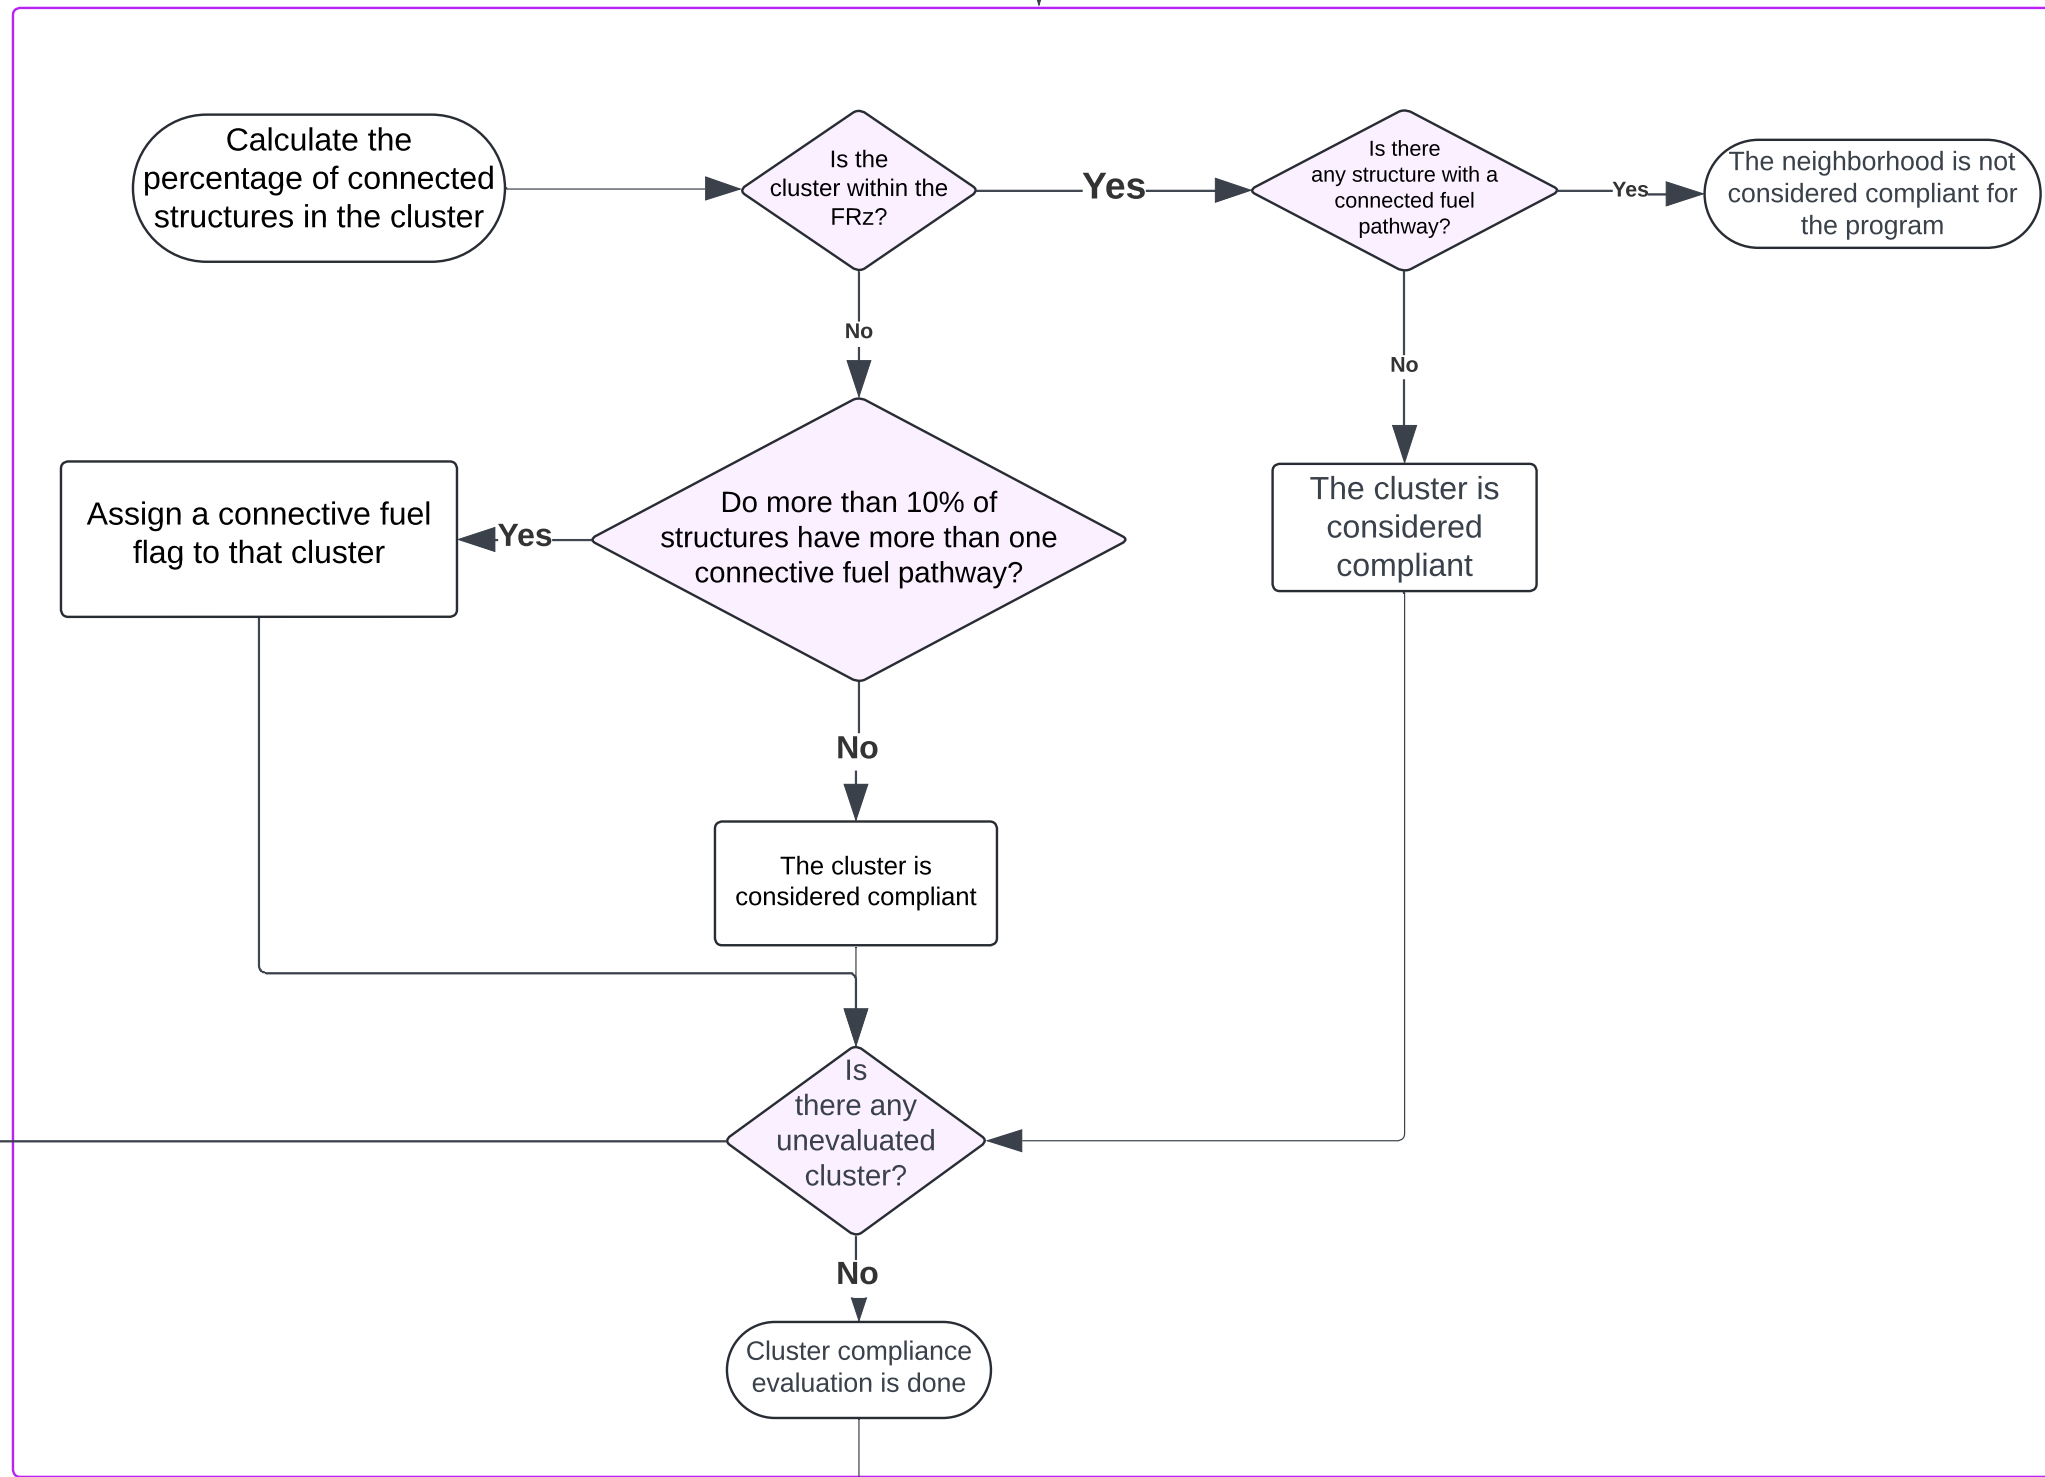 Calculate the
percentage of connected
structures in the cluster
Is the
cluster within the
FRz?
Yes
Is there
any structure with a
connected fuel
pathway?
Yes
The neighborhood is not
considered compliant for
the program
No
No
Assign a connective fuel
flag to that cluster
Yes
Do more than 10% of
structures have more than one
connective fuel pathway?
The cluster is
considered
compliant
No
The cluster is
considered compliant
Is
there any
unevaluated
cluster?
No
Cluster compliance
evaluation is done